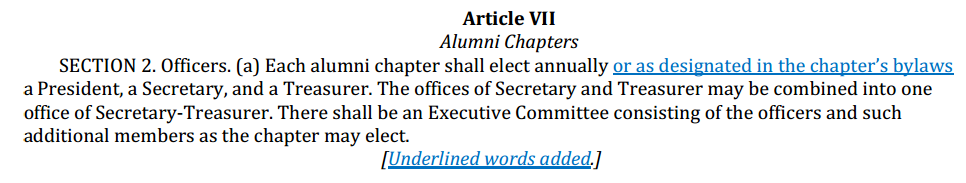 Article VII
Alumni Chapters
SECTION 2. Officers. (a) Each alumni chapter shall elect annually or as designated in the chapter’s bylaws
a President, a Secretary, and a Treasurer. The offices of Secretary and Treasurer may be combined into one
office of Secretary-Treasurer. There shall be an Executive Committee consisting of the officers and such
additional members as the chapter may elect.
[Underlined words added.]